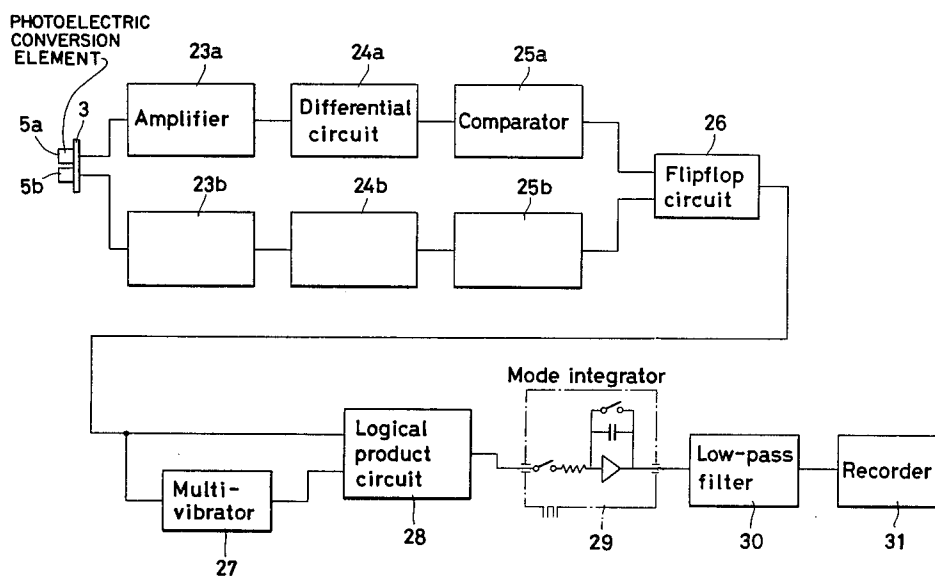 PHOTOELECTRIC
CONVERSION
ELEMENT
3
5a
5b
23a
Amplifier
24a
Differential
circuit
25a
Comparator
26
Flipflop
circuit
23b
24b
25b
Mode integrator
Logical
product
circuit
28
Multi-
vibrator
27
29
Low-pass
filter
30
Recorder
31